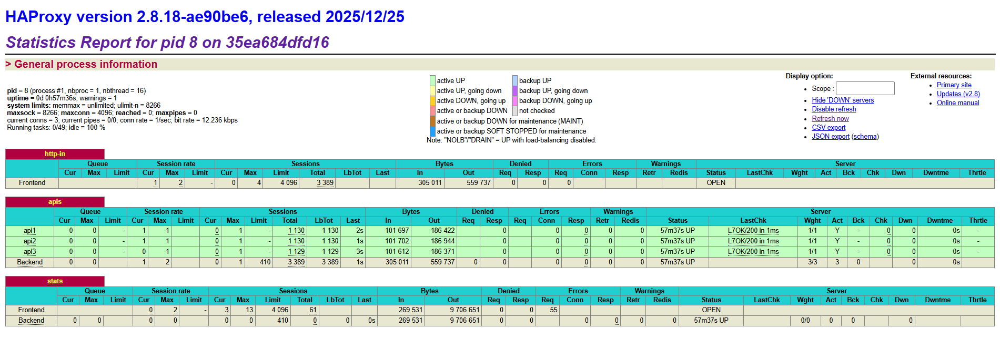 HAProxy version 2.8.18-ae90be6, released 2025/12/25
Statistics Report for pid 8 on 35ea684dfd16
> General process information
pid = 8 (process #1, nbproc = 1, nbthread = 16)
uptime = 0d 0h57m36s; warnings = 1
system limits: memmax = unlimited; ulimit-n = 8266
maxsock = 8266; maxconn = 4096; reached = 0; maxpipes = 0
current conns = 3; current pipes = 0/0; conn rate = 1/sec; bit rate = 12.236 kbps
Running tasks: 0/49; idle = 100 %
active UP backup UP
active UP, going down backup UP, going down
active DOWN, going up backup DOWN, going up
active or backup DOWN not checked
active or backup DOWN for maintenance (MAINT)
active or backup SOFT STOPPED for maintenance
Note: "NOLB"/"DRAIN" = UP with load-balancing disabled.
Display option:
Scope :
Hide 'DOWN' servers
Disable refresh
Refresh now
CSV export
JSON export (schema)
External resources:
Primary site
Updates (v2.8)
Online manual
http-in
Queue Session rate Sessions Bytes Denied Errors Warnings Server
Cur Max Limit Cur Max Limit Cur Max Limit Total LbTot Last In Out Req Resp Req Conn Resp Retr Redis Status LastChk Wght Act Bck Chk Dwn Dwntme Thrtle
Frontend 1 2 - 0 4 4 096 3 389 305 011 559 737 0 0 0 OPEN
apis
Queue Session rate Sessions Bytes Denied Errors Warnings Server
Cur Max Limit Cur Max Limit Cur Max Limit Total LbTot Last In Out Req Resp Req Conn Resp Retr Redis Status LastChk Wght Act Bck Chk Dwn Dwntme Thrtle
api1 0 0 - 1 1 0 1 - 1 130 1 130 2s 101 697 186 422 0 0 0 0 0 57m37s UP L7OK/200 in 1ms 1/1 Y - 0 0 0s -
api2 0 0 - 1 1 0 1 - 1 130 1 130 1s 101 702 186 944 0 0 0 0 0 57m37s UP L7OK/200 in 1ms 1/1 Y - 0 0 0s -
api3 0 0 - 0 1 0 1 - 1 129 1 129 3s 101 612 186 371 0 0 0 0 0 57m37s UP L7OK/200 in 1ms 1/1 Y - 0 0 0s -
Backend 0 0 1 2 0 1 410 3 389 3 389 1s 305 011 559 737 0 0 0 0 0 0 57m37s UP 3/3 3 0 0 0s
stats
Queue Session rate Sessions Bytes Denied Errors Warnings Server
Cur Max Limit Cur Max Limit Cur Max Limit Total LbTot Last In Out Req Resp Req Conn Resp Retr Redis Status LastChk Wght Act Bck Chk Dwn Dwntme Thrtle
Frontend 0 2 - 3 13 4 096 61 269 531 9 706 651 0 0 55 OPEN
Backend 0 0 0 0 0 0 410 0 0 0s 269 531 9 706 651 0 0 0 0 0 0 57m37s UP 0/0 0 0 0